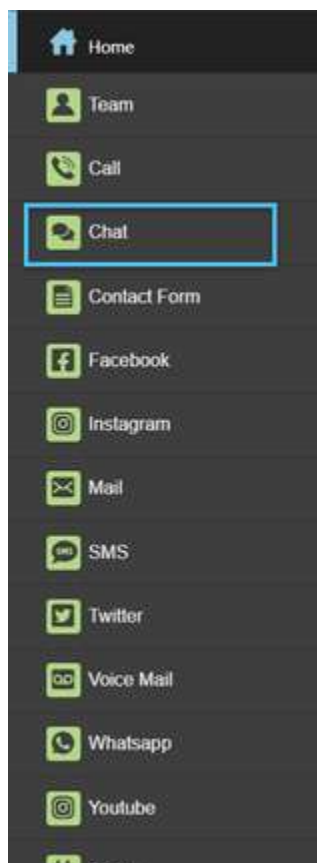 Home
Team
Call
Chat
Contact Form
Facebook
Instagram
Mail
SMS
Twitter
Voice Mail
Whatsapp
Youtube